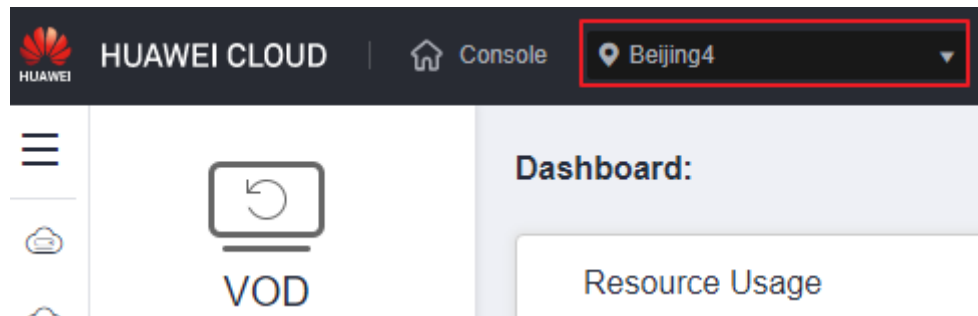 HUAWEI
HUAWEI CLOUD
Console
Beijing4
Dashboard:
VOD
Resource Usage